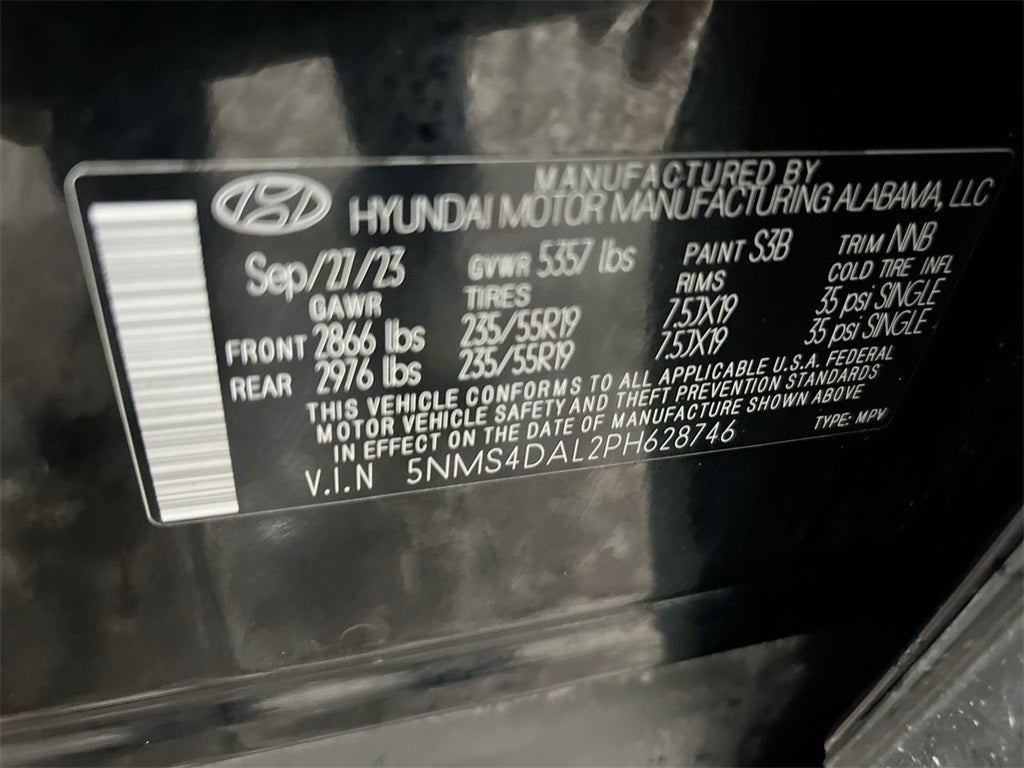 MANUFACTURED BY
HYUNDAI MOTOR MANUFACTURING ALABAMA, LLC
Sep/27/23 GVWR 5357 lbs PAINT S3B TRIM NNB
GAWR TIRES RIMS COLD TIRE INFL
FRONT 2866 lbs 235/55R19 7.5JX19 35 psi SINGLE
REAR 2976 lbs 235/55R19 7.5JX19 35 psi SINGLE
THIS VEHICLE CONFORMS TO ALL APPLICABLE U.S.A. FEDERAL
MOTOR VEHICLE SAFETY AND THEFT PREVENTION STANDARDS
IN EFFECT ON THE DATE OF MANUFACTURE SHOWN ABOVE
V.I.N 5NMS4DAL2PH628746 TYPE: M.P.V